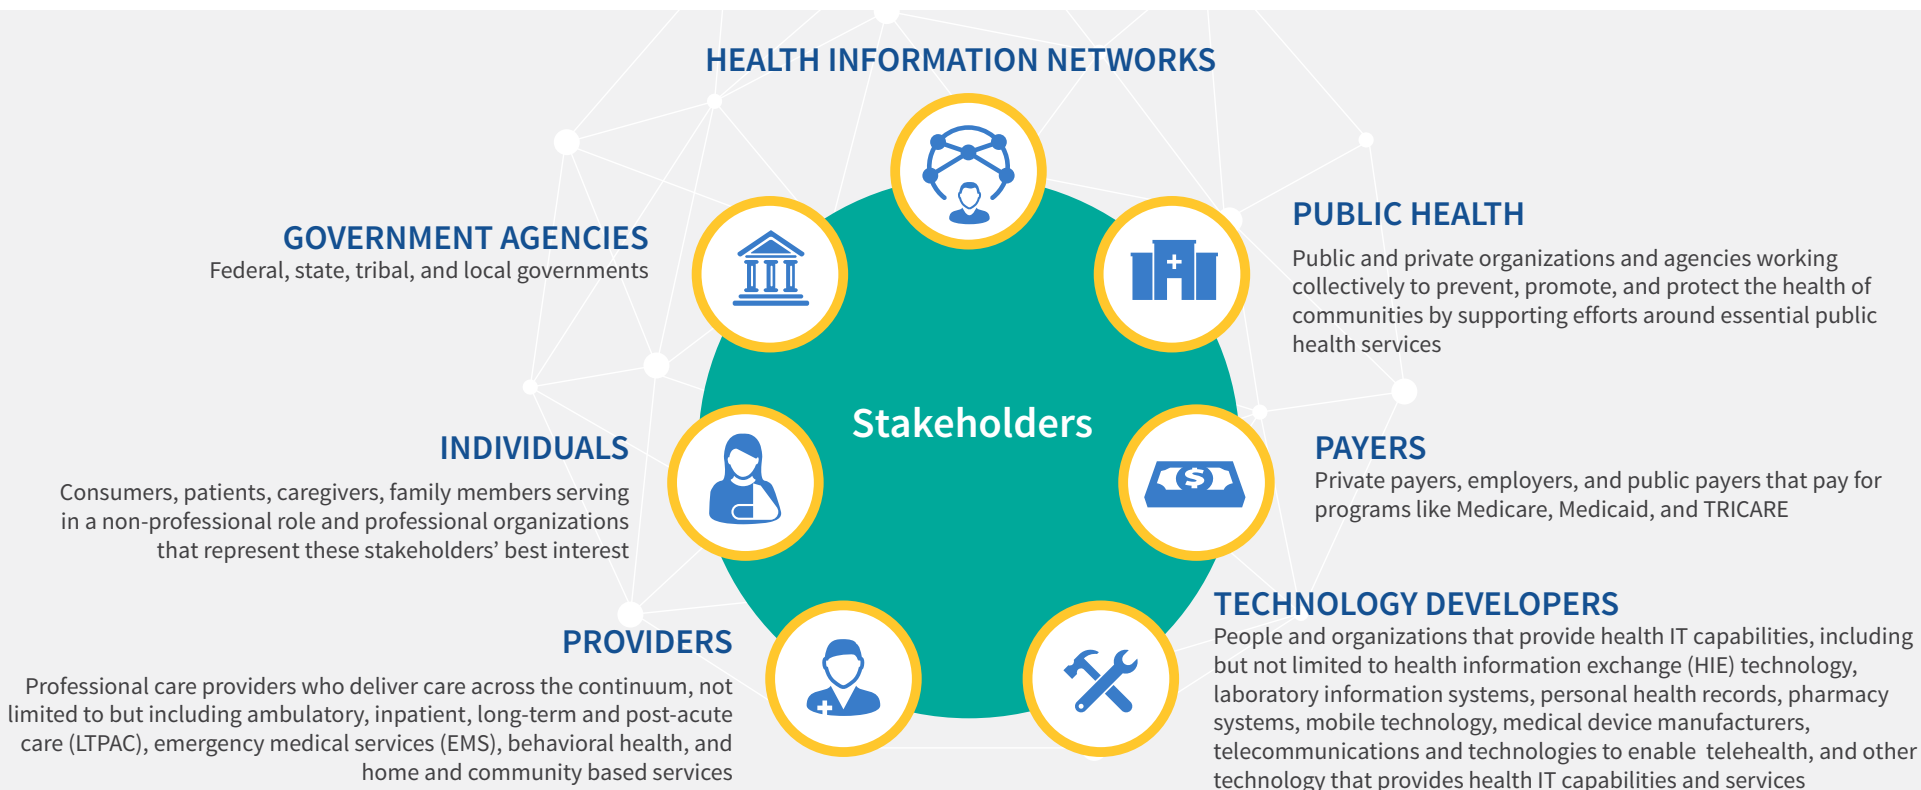 HEALTH INFORMATION NETWORKS
GOVERNMENT AGENCIES
Federal, state, tribal, and local governments
PUBLIC HEALTH
Public and private organizations and agencies working
collectively to prevent, promote, and protect the health of
communities by supporting efforts around essential public
health services
Stakeholders
INDIVIDUALS
Consumers, patients, caregivers, family members serving
in a non-professional role and professional organizations
that represent these stakeholders’ best interest
PAYERS
Private payers, employers, and public payers that pay for
programs like Medicare, Medicaid, and TRICARE
PROVIDERS
Professional care providers who deliver care across the continuum, not
limited to but including ambulatory, inpatient, long-term and post-acute
care (LTPAC), emergency medical services (EMS), behavioral health, and
home and community based services
TECHNOLOGY DEVELOPERS
People and organizations that provide health IT capabilities, including
but not limited to health information exchange (HIE) technology,
laboratory information systems, personal health records, pharmacy
systems, mobile technology, medical device manufacturers,
telecommunications and technologies to enable telehealth, and other
technology that provides health IT capabilities and services
$